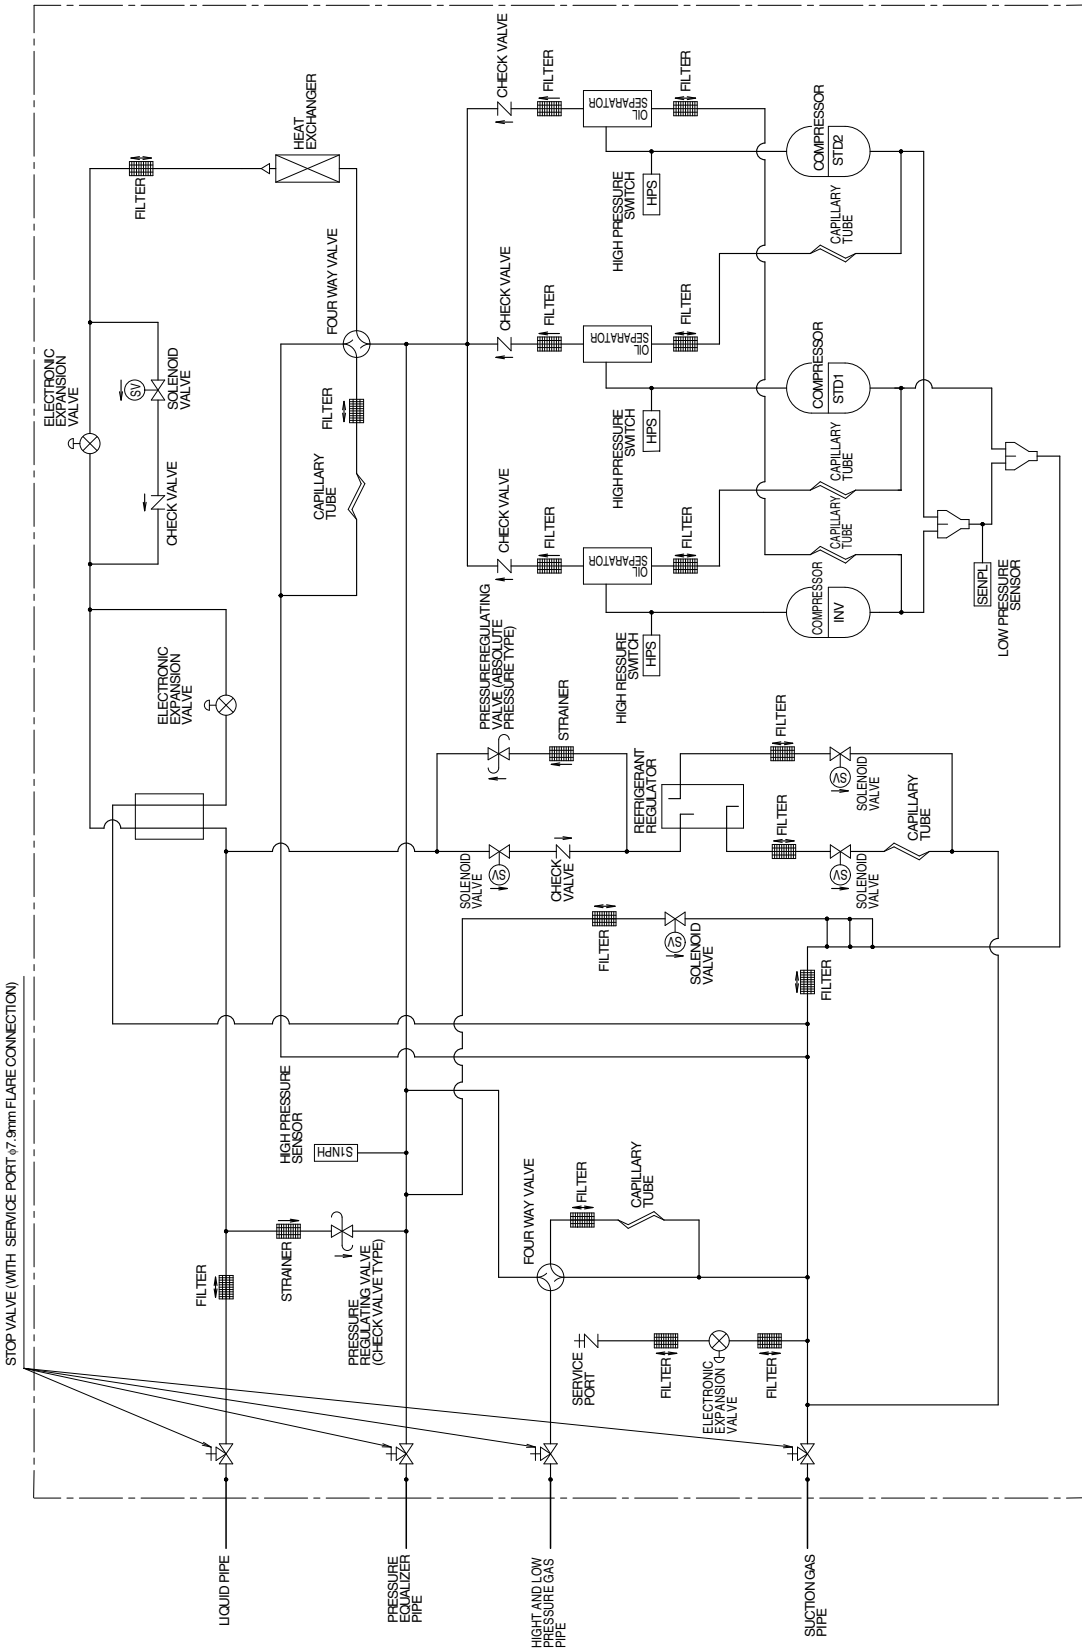 STOP VALVE (WITH SERVICE PORT φ7.9mm FLARE CONNECTION)
LIQUID PIPE
PRESSURE
EQUALIZER
PIPE
HIGHT AND LOW
PRESSURE GAS
PIPE
SUCTION GAS
PIPE
FILTER
STRAINER
PRESSURE
REGULATING VALVE
(CHECK VALVE TYPE)
HIGH PRESSURE
SENSOR
S1NPH
FOUR WAY VALVE
FILTER
CAPILLARY
TUBE
SERVICE
PORT
FILTER
ELECTRONIC
EXPANSION
VALVE
FILTER
FILTER
FILTER
SV
SOLENOID
VALVE
SOLENOID
VALVE
SV
CHECK
VALVE
PRESSURE REGULATING
VALVE (ABSOLUTE
PRESSURE TYPE)
STRAINER
REFRIGERANT
REGULATOR
FILTER
SV
SOLENOID
VALVE
CAPILLARY
TUBE
FILTER
SV
SOLENOID
VALVE
ELECTRONIC
EXPANSION
VALVE
ELECTRONIC
EXPANSION
VALVE
CHECK VALVE
SV
SOLENOID
VALVE
FILTER
HEAT
EXCHANGER
FOUR WAY VALVE
FILTER
CAPILLARY
TUBE
CHECK VALVE
FILTER
OIL
SEPARATOR
FILTER
HIGH RESSURE
SWITCH
HPS
COMPRESSOR
INV
CAPILLARY
TUBE
CHECK VALVE
FILTER
OIL
SEPARATOR
FILTER
HIGH PRESSURE
SWITCH
HPS
COMPRESSOR
STD1
CAPILLARY
TUBE
CHECK VALVE
FILTER
OIL
SEPARATOR
FILTER
HIGH PRESSURE
SWITCH
HPS
COMPRESSOR
STD2
CAPILLARY
TUBE
SENPL
LOW PRESSURE
SENSOR